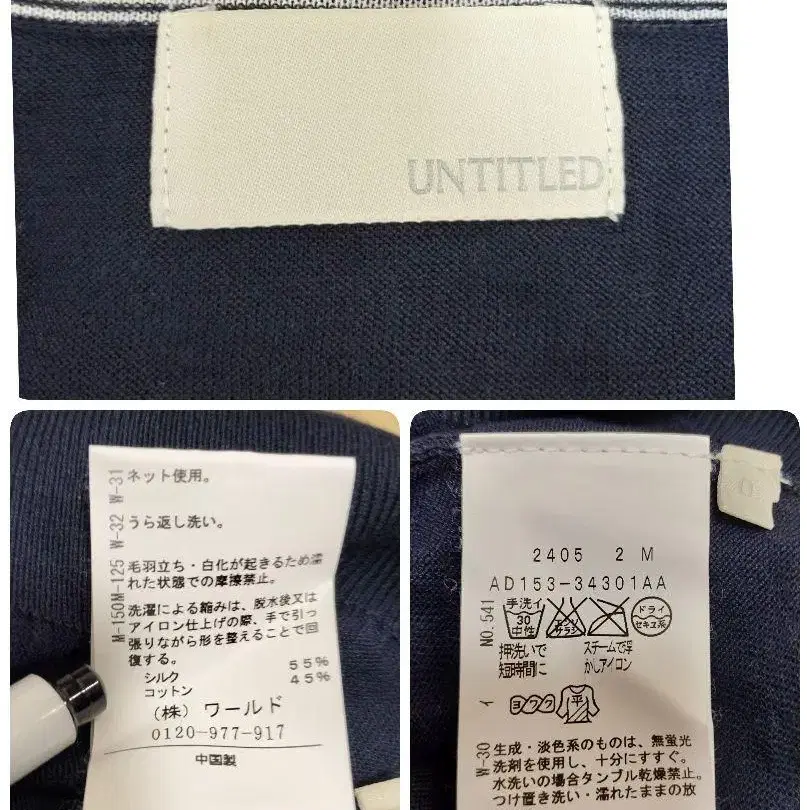 UNTITLED
W-31
ネット使用。
W-32
うら返し洗い。
M-125
毛羽立ち・白化が起きるため濡
れた状態での摩擦禁止。
M-150
洗濯による縮みは、脱水後又は
アイロン仕上げの際、手で引っ
張りながら形を整えることで回
復する。
シルク 55%
コットン 45%
(株) ワールド
0120-977-917
中国製
0
2405 2 M
AD153-34301AA
NO.541
手洗イ
30
中性
エンソ
サラシ
ドライ
セキユ系
押洗いで
短時間に
スチームで浮
かしアイロン
イ
ヨワク
平
W-30
生成・淡色系のものは、無蛍光
洗剤を使用し、十分にすすぐ。
水洗いの場合タンブル乾燥禁止。
つけ置き洗い・濡れたままの放